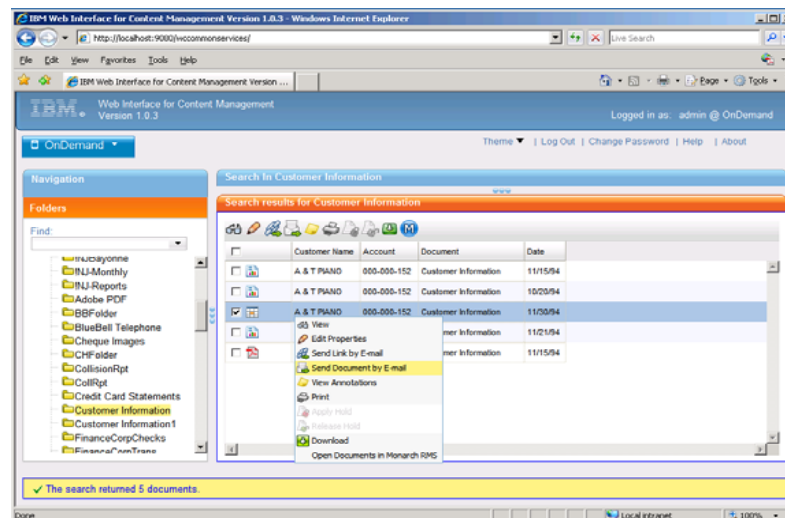 IBM Web Interface for Content Management Version 1.0.3 - Windows Internet Explorer
http://localhost:9080/wccommonservices/
Live Search
File Edit View Favorites Tools Help
IBM Web Interface for Content Management Version ...
Page Tools
IBM. Web Interface for Content Management
Version 1.0.3
Logged in as: admin @ OnDemand
OnDemand
Theme | Log Out | Change Password | Help | About
Navigation
Search In Customer Information
Folders
Search results for Customer Information
Find:
Customer Name Account Document Date
!INJBayonne
!NJ-Monthly
!NJ-Reports
Adobe PDF
BBFolder
BlueBell Telephone
Cheque Images
CHFolder
CollisionRpt
CollRpt
Credit Card Statements
Customer Information
Customer Information1
FinanceCorpChecks
FinanceCorpTrans
A & T PIANO 000-000-152 Customer Information 11/15/94
A & T PIANO 000-000-152 Customer Information 10/20/94
A & T PIANO 000-000-152 Customer Information 11/30/94
mer Information 11/21/94
mer Information 11/15/94
View
Edit Properties
Send Link by E-mail
Send Document by E-mail
View Annotations
Print
Apply Hold
Release Hold
Download
Open Documents in Monarch RMS
The search returned 5 documents.
Done
Local intranet
100%